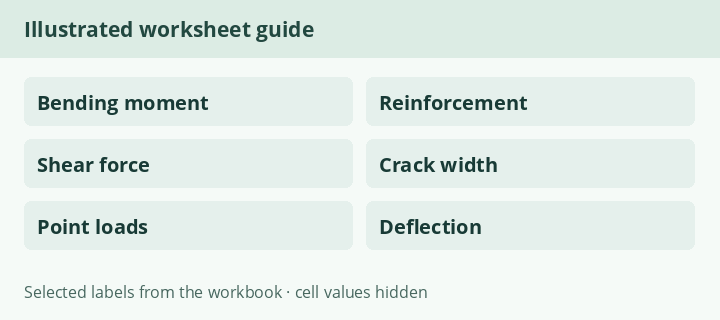 Illustrated worksheet guide
Bending moment
Reinforcement
Shear force
Crack width
Point loads
Deflection
Selected labels from the workbook · cell values hidden